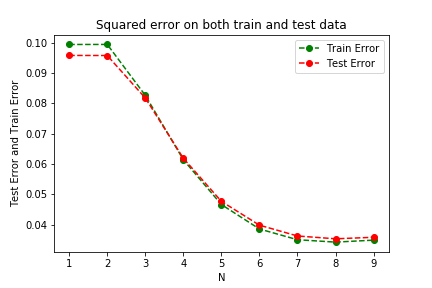 Squared error on both train and test data
Train Error
Test Error
0.10
0.09
0.08
0.07
0.06
0.05
0.04
Test Error and Train Error
1 2 3 4 5 6 7 8 9
N